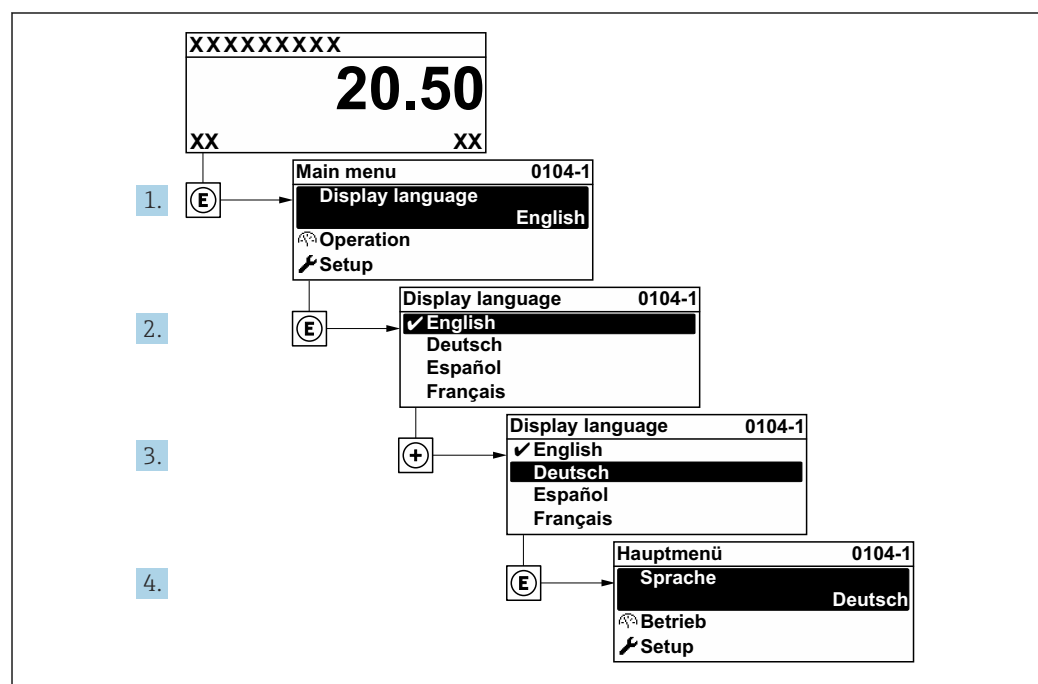 XXXXXXXXX
20.50
XX XX
1. E
Main menu 0104-1
Display language
English
Operation
Setup
2. E
Display language 0104-1
✔English
Deutsch
Español
Français
3. +
Display language 0104-1
✔English
Deutsch
Español
Français
4. E
Hauptmenü 0104-1
Sprache
Deutsch
Betrieb
Setup